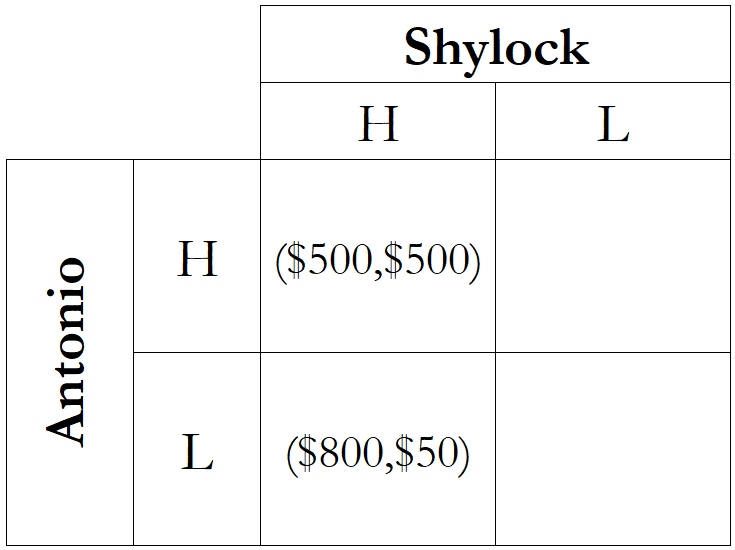 Shylock
H L
Antonio
H ($500,$500)
L ($800,$50)